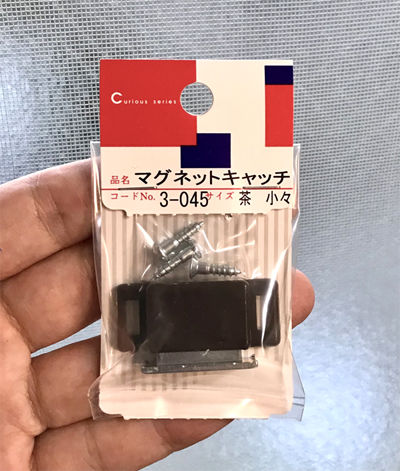 Curious series
品名 マグネットキャッチ
コードNo. 3-045 サイズ 茶 小々